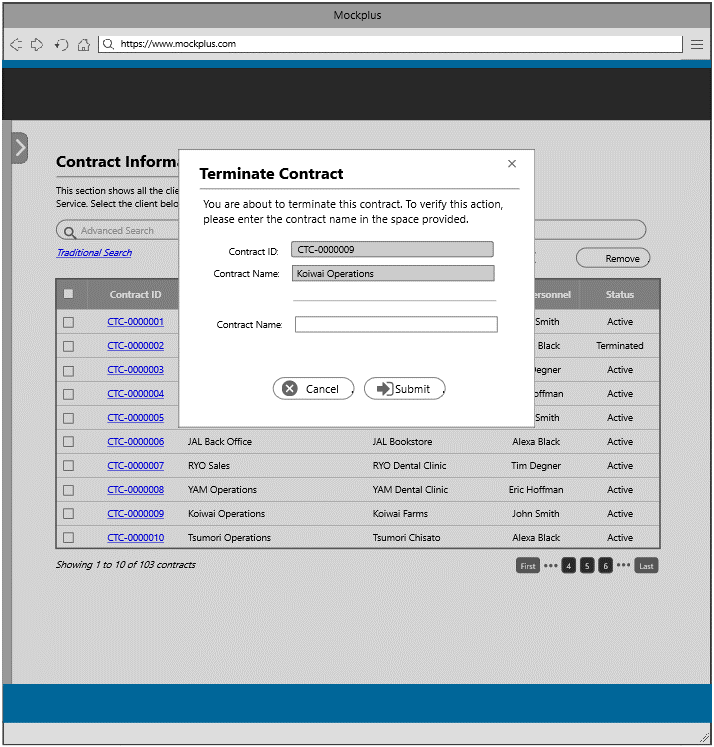 Mockplus
https://www.mockplus.com
Contract Inform
This section shows all the clie
Service. Select the client belo
Advanced Search
Traditional Search
Remove
Terminate Contract
You are about to terminate this contract. To verify this action,
please enter the contract name in the space provided.
Contract ID: CTC-0000009
Contract Name: Koiwai Operations
Contract Name:
Cancel Submit
Contract ID ersonnel Status
CTC-0000001 Smith Active
CTC-0000002 Black Terminated
CTC-0000003 Degner Active
CTC-0000004 offman Active
CTC-0000005 Smith Active
CTC-0000006 JAL Back Office JAL Bookstore Alexa Black Active
CTC-0000007 RYO Sales RYO Dental Clinic Tim Degner Active
CTC-0000008 YAM Operations YAM Dental Clinic Eric Hoffman Active
CTC-0000009 Koiwai Operations Koiwai Farms John Smith Active
CTC-0000010 Tsumori Operations Tsumori Chisato Alexa Black Active
Showing 1 to 10 of 103 contracts
First ••• 4 5 6 ••• Last